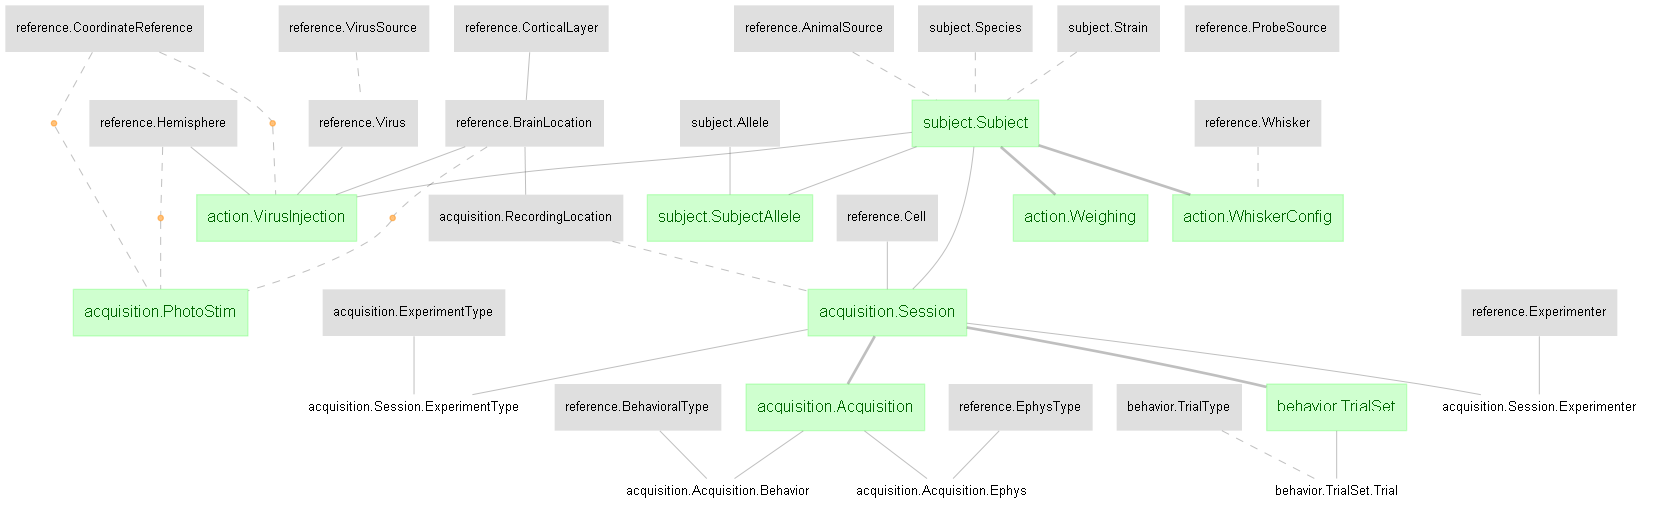 reference.CoordinateReference
reference.VirusSource
reference.CorticalLayer
reference.AnimalSource
subject.Species
subject.Strain
reference.ProbeSource
reference.Hemisphere
reference.Virus
reference.BrainLocation
subject.Allele
subject.Subject
reference.Whisker
action.VirusInjection
acquisition.RecordingLocation
subject.SubjectAllele
reference.Cell
action.Weighing
action.WhiskerConfig
acquisition.PhotoStim
acquisition.ExperimentType
acquisition.Session
reference.Experimenter
acquisition.Session.ExperimentType
reference.BehavioralType
acquisition.Acquisition
reference.EphysType
behavior.TrialType
behavior.TrialSet
acquisition.Session.Experimenter
acquisition.Acquisition.Behavior
acquisition.Acquisition.Ephys
behavior.TrialSet.Trial